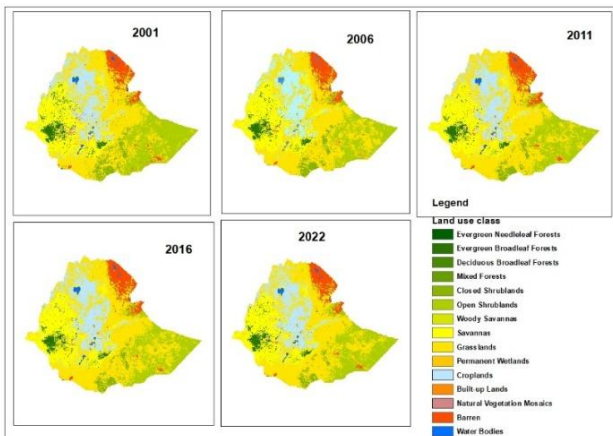 2001
2006
2011
2016
2022
Legend
Land use class
Evergreen Needleleaf Forests
Evergreen Broadleaf Forests
Deciduous Broadleaf Forests
Mixed Forests
Closed Shrublands
Open Shrublands
Woody Savannas
Savannas
Grasslands
Permanent Wetlands
Croplands
Built-up Lands
Natural Vegetation Mosaics
Barren
Water Bodies